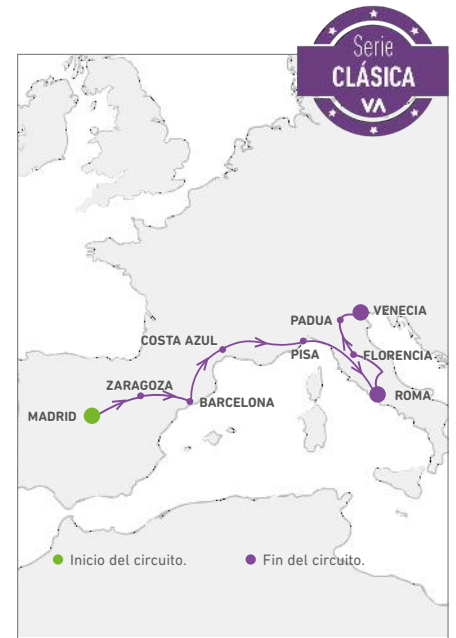 Serie
CLÁSICA
VA
VENECIA
PADUA
COSTA AZUL
PISA
FLORENCIA
ZARAGOZA
ROMA
BARCELONA
MADRID
Inicio del circuito.
Fin del circuito.